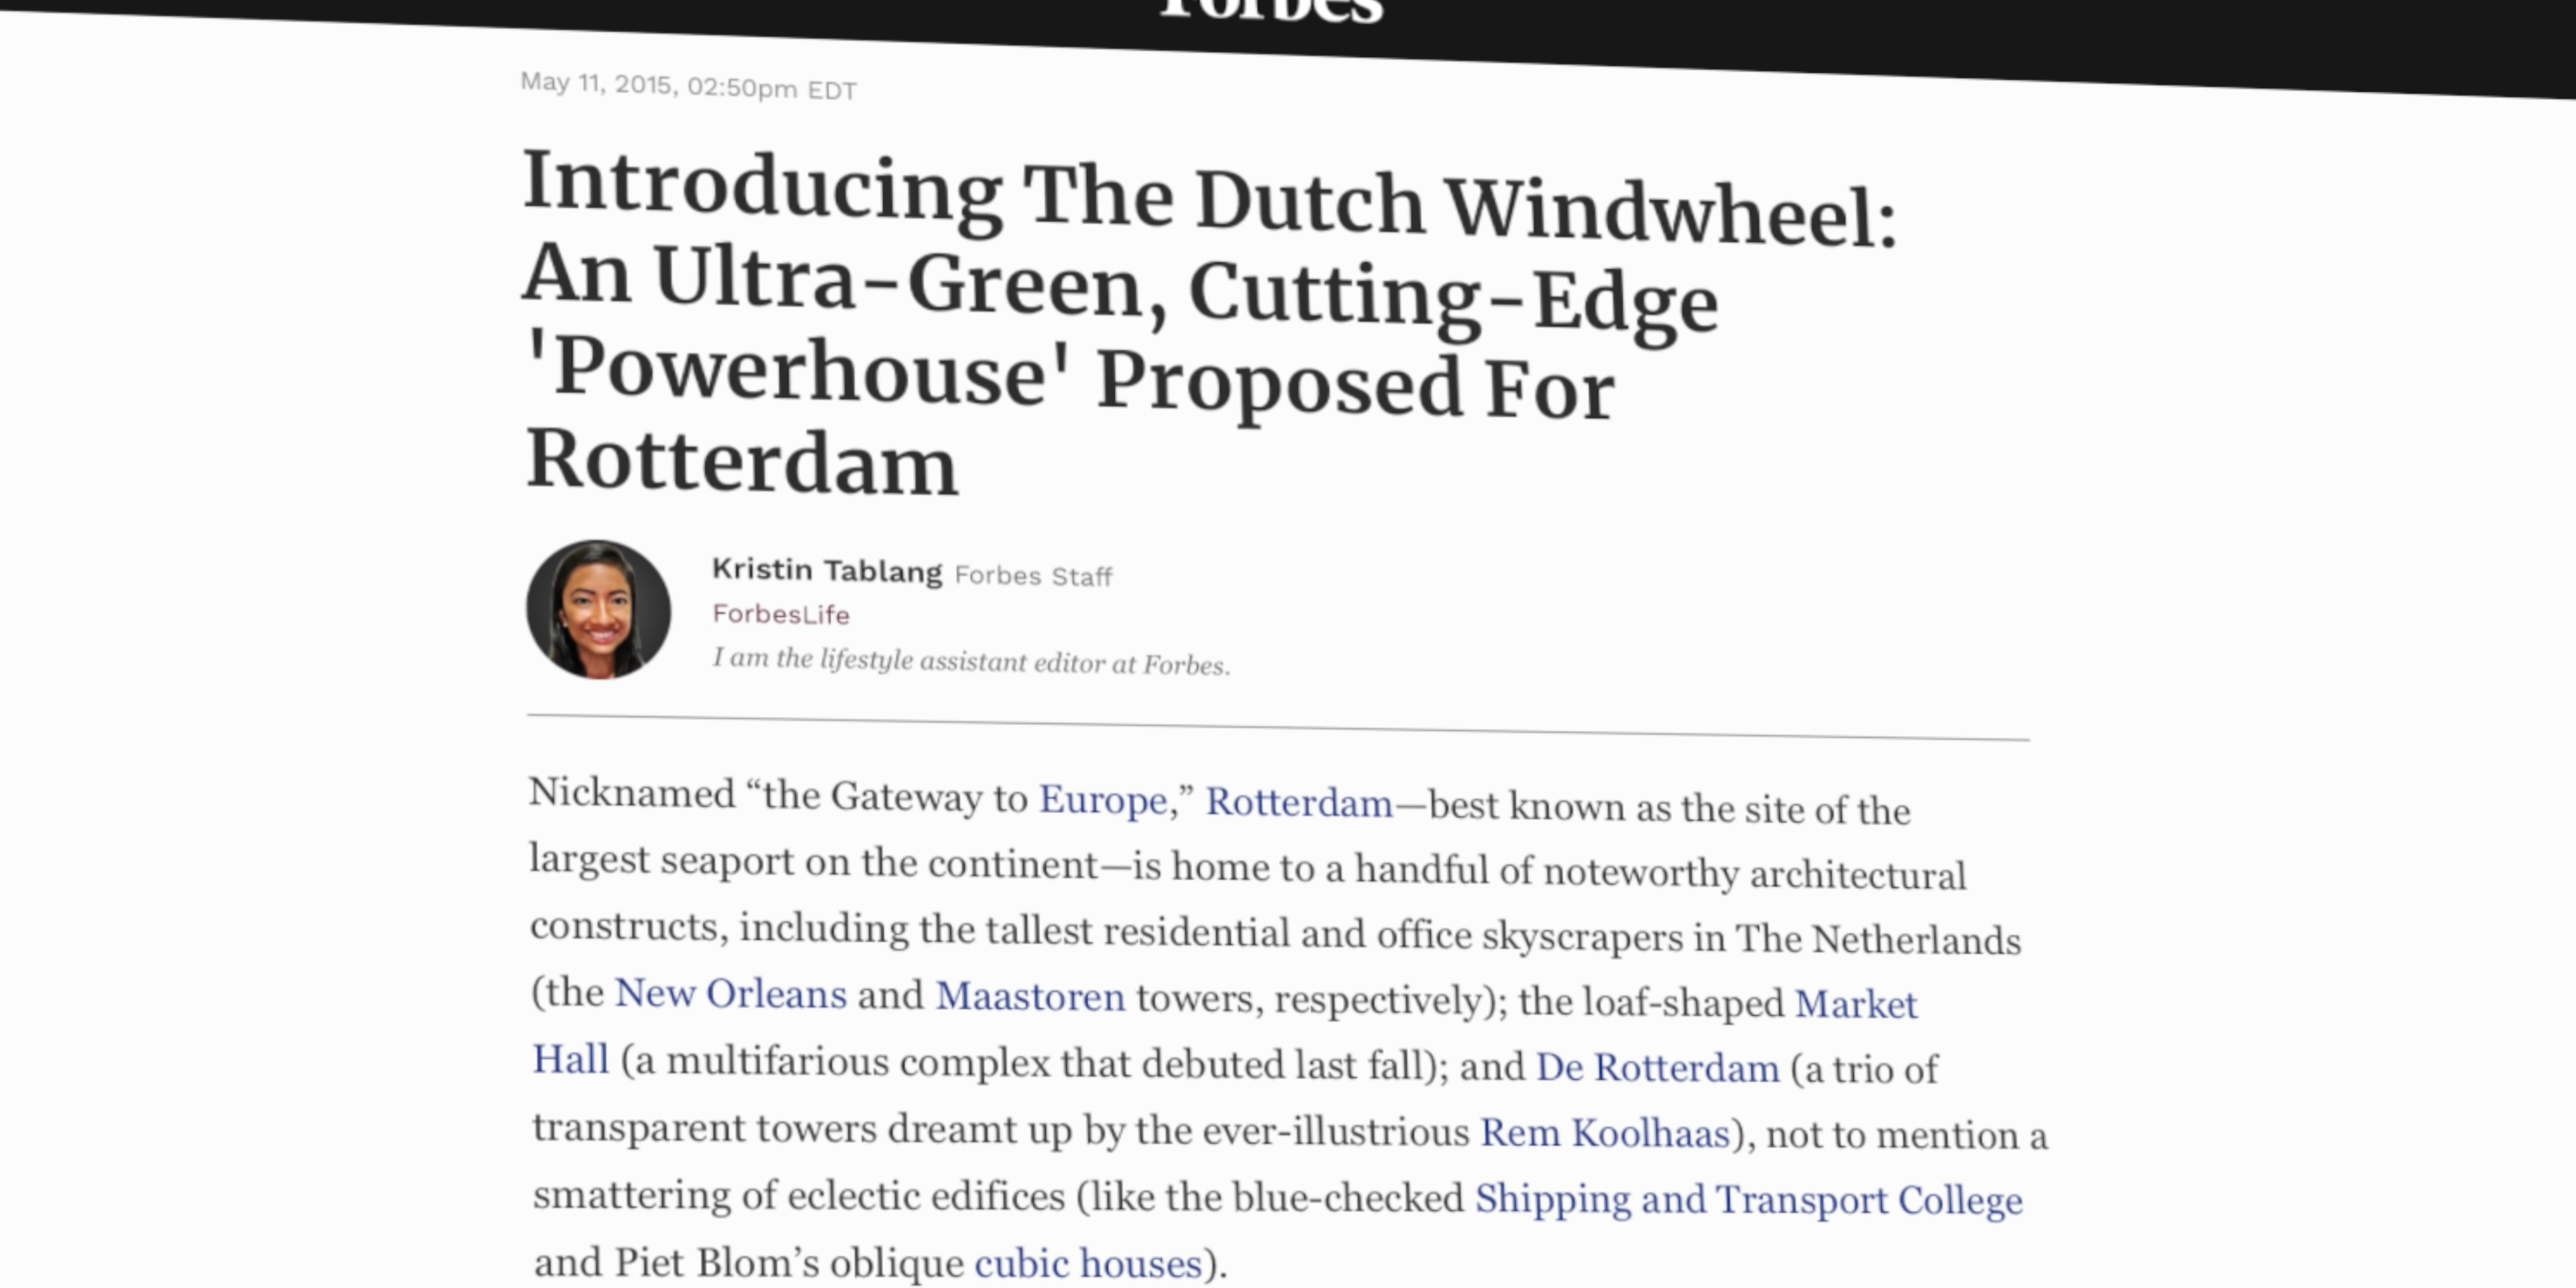 Forbes
May 11, 2015, 02:50pm EDT
Introducing The Dutch Windwheel:
An Ultra-Green, Cutting-Edge
'Powerhouse' Proposed For
Rotterdam
Kristin Tablang Forbes Staff
ForbesLife
I am the lifestyle assistant editor at Forbes.
Nicknamed “the Gateway to Europe,” Rotterdam—best known as the site of the
largest seaport on the continent—is home to a handful of noteworthy architectural
constructs, including the tallest residential and office skyscrapers in The Netherlands
(the New Orleans and Maastoren towers, respectively); the loaf-shaped Market
Hall (a multifarious complex that debuted last fall); and De Rotterdam (a trio of
transparent towers dreamt up by the ever-illustrious Rem Koolhaas), not to mention a
smattering of eclectic edifices (like the blue-checked Shipping and Transport College
and Piet Blom’s oblique cubic houses).